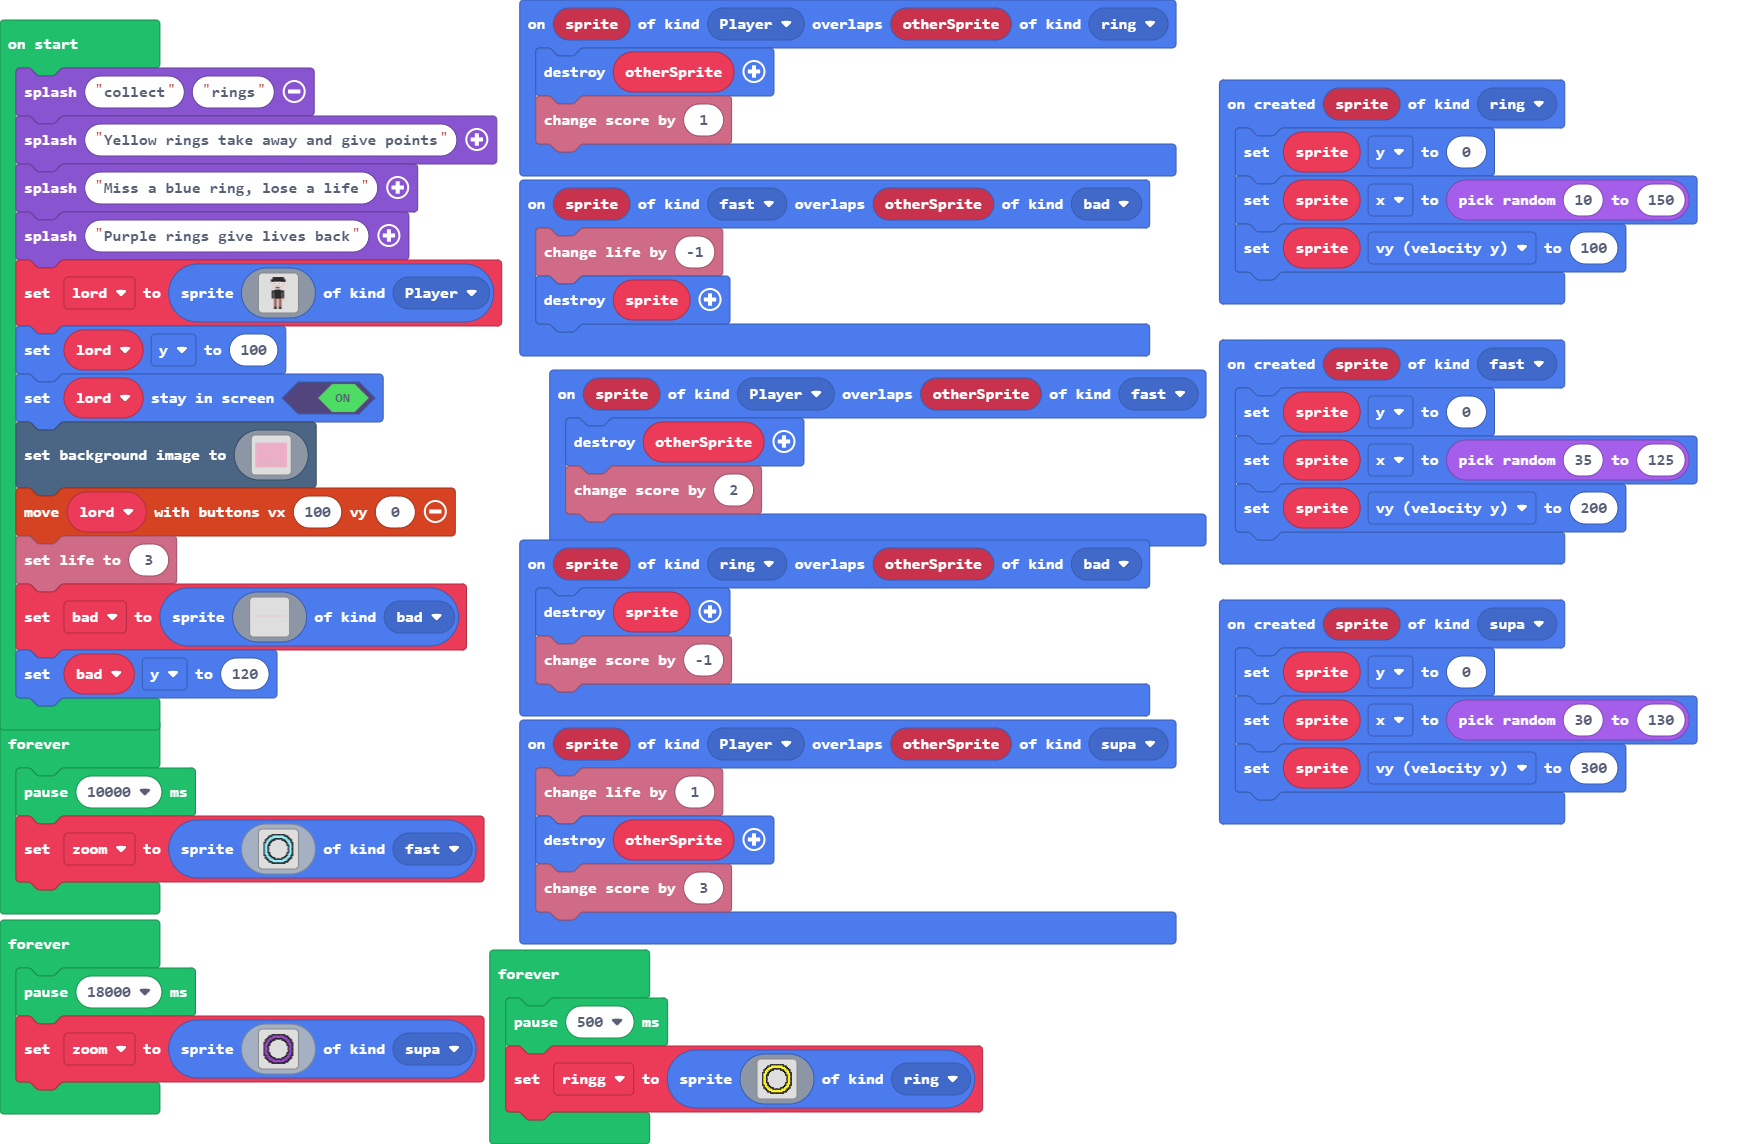 on start
splash "collect" "rings"
splash "Yellow rings take away and give points"
splash "Miss a blue ring, lose a life"
splash "Purple rings give lives back"
set lord to sprite of kind Player
set lord y to 100
set lord stay in screen ON
set background image to
move lord with buttons vx 100 vy 0
set life to 3
set bad to sprite of kind bad
set bad y to 120
forever
pause 10000 ms
set zoom to sprite of kind fast
forever
pause 18000 ms
set zoom to sprite of kind supa
on sprite of kind Player overlaps otherSprite of kind ring
destroy otherSprite
change score by 1
on sprite of kind fast overlaps otherSprite of kind bad
change life by -1
destroy sprite
on sprite of kind Player overlaps otherSprite of kind fast
destroy otherSprite
change score by 2
on sprite of kind ring overlaps otherSprite of kind bad
destroy sprite
change score by -1
on sprite of kind Player overlaps otherSprite of kind supa
change life by 1
destroy otherSprite
change score by 3
forever
pause 500 ms
set ringg to sprite of kind ring
on created sprite of kind ring
set sprite y to 0
set sprite x to pick random 10 to 150
set sprite vy (velocity y) to 100
on created sprite of kind fast
set sprite y to 0
set sprite x to pick random 35 to 125
set sprite vy (velocity y) to 200
on created sprite of kind supa
set sprite y to 0
set sprite x to pick random 30 to 130
set sprite vy (velocity y) to 300